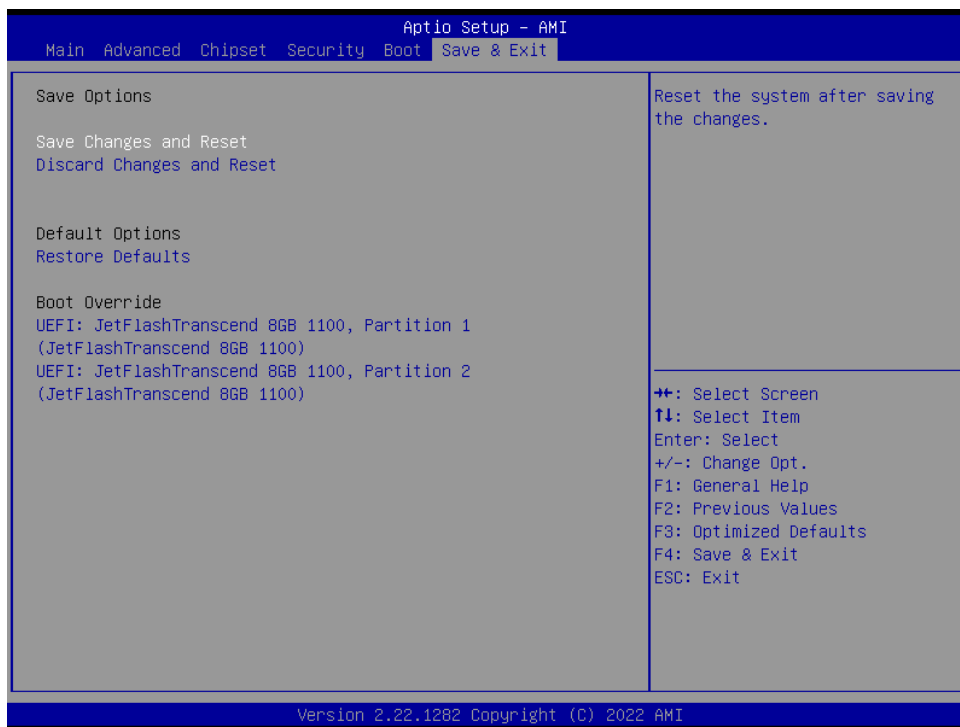 Aptio Setup – AMI
Main Advanced Chipset Security Boot Save & Exit
Save Options
Save Changes and Reset
Discard Changes and Reset
Default Options
Restore Defaults
Boot Override
UEFI: JetFlashTranscend 8GB 1100, Partition 1
(JetFlashTranscend 8GB 1100)
UEFI: JetFlashTranscend 8GB 1100, Partition 2
(JetFlashTranscend 8GB 1100)
Reset the system after saving
the changes.
→←: Select Screen
↑↓: Select Item
Enter: Select
+/-: Change Opt.
F1: General Help
F2: Previous Values
F3: Optimized Defaults
F4: Save & Exit
ESC: Exit
Version 2.22.1282 Copyright (C) 2022 AMI